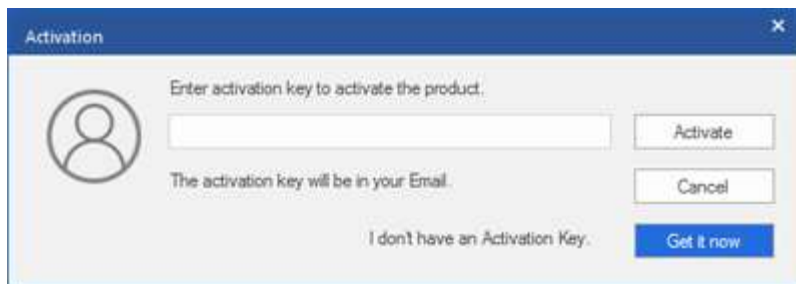 Activation
Enter activation key to activate the product.
Activate
The activation key will be in your Email.
Cancel
I don't have an Activation Key.
Get it now